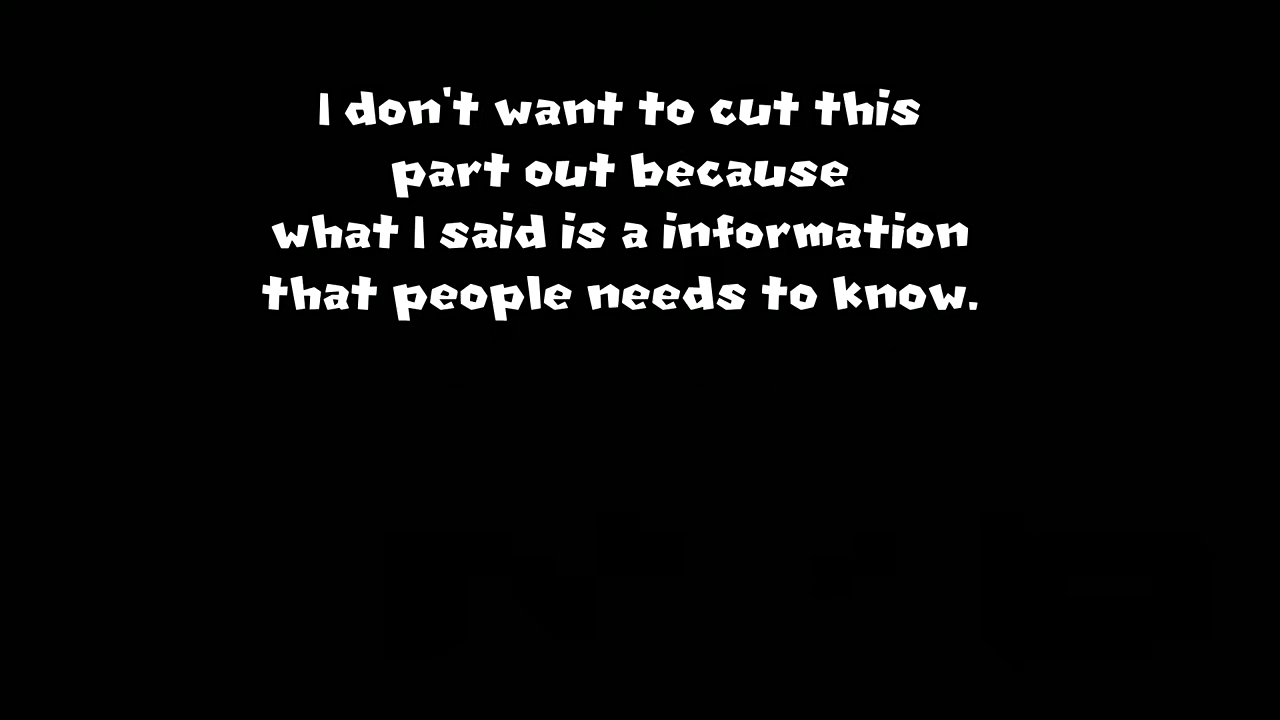 I don't want to cut this
part out because
what I said is a information
that people needs to know.